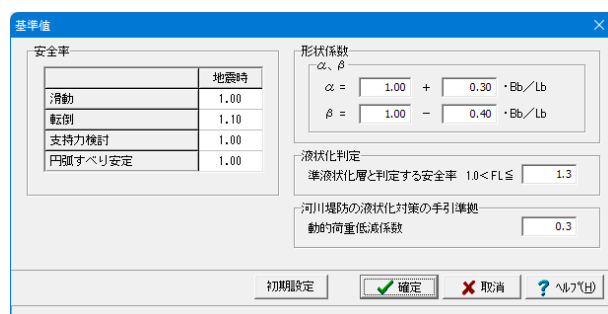 基準値
安全率
地震時
滑動 1.00
転倒 1.10
支持力検討 1.00
円弧すべり安定 1.00
形状係数
α、β
α = 1.00 + 0.30 ・Bb／Lb
β = 1.00 − 0.40 ・Bb／Lb
液状化判定
準液状化層と判定する安全率 1.0＜FL≦ 1.3
河川堤防の液状化対策の手引準拠
動的荷重低減係数 0.3
初期設定 確定 取消 ヘルプ(H)